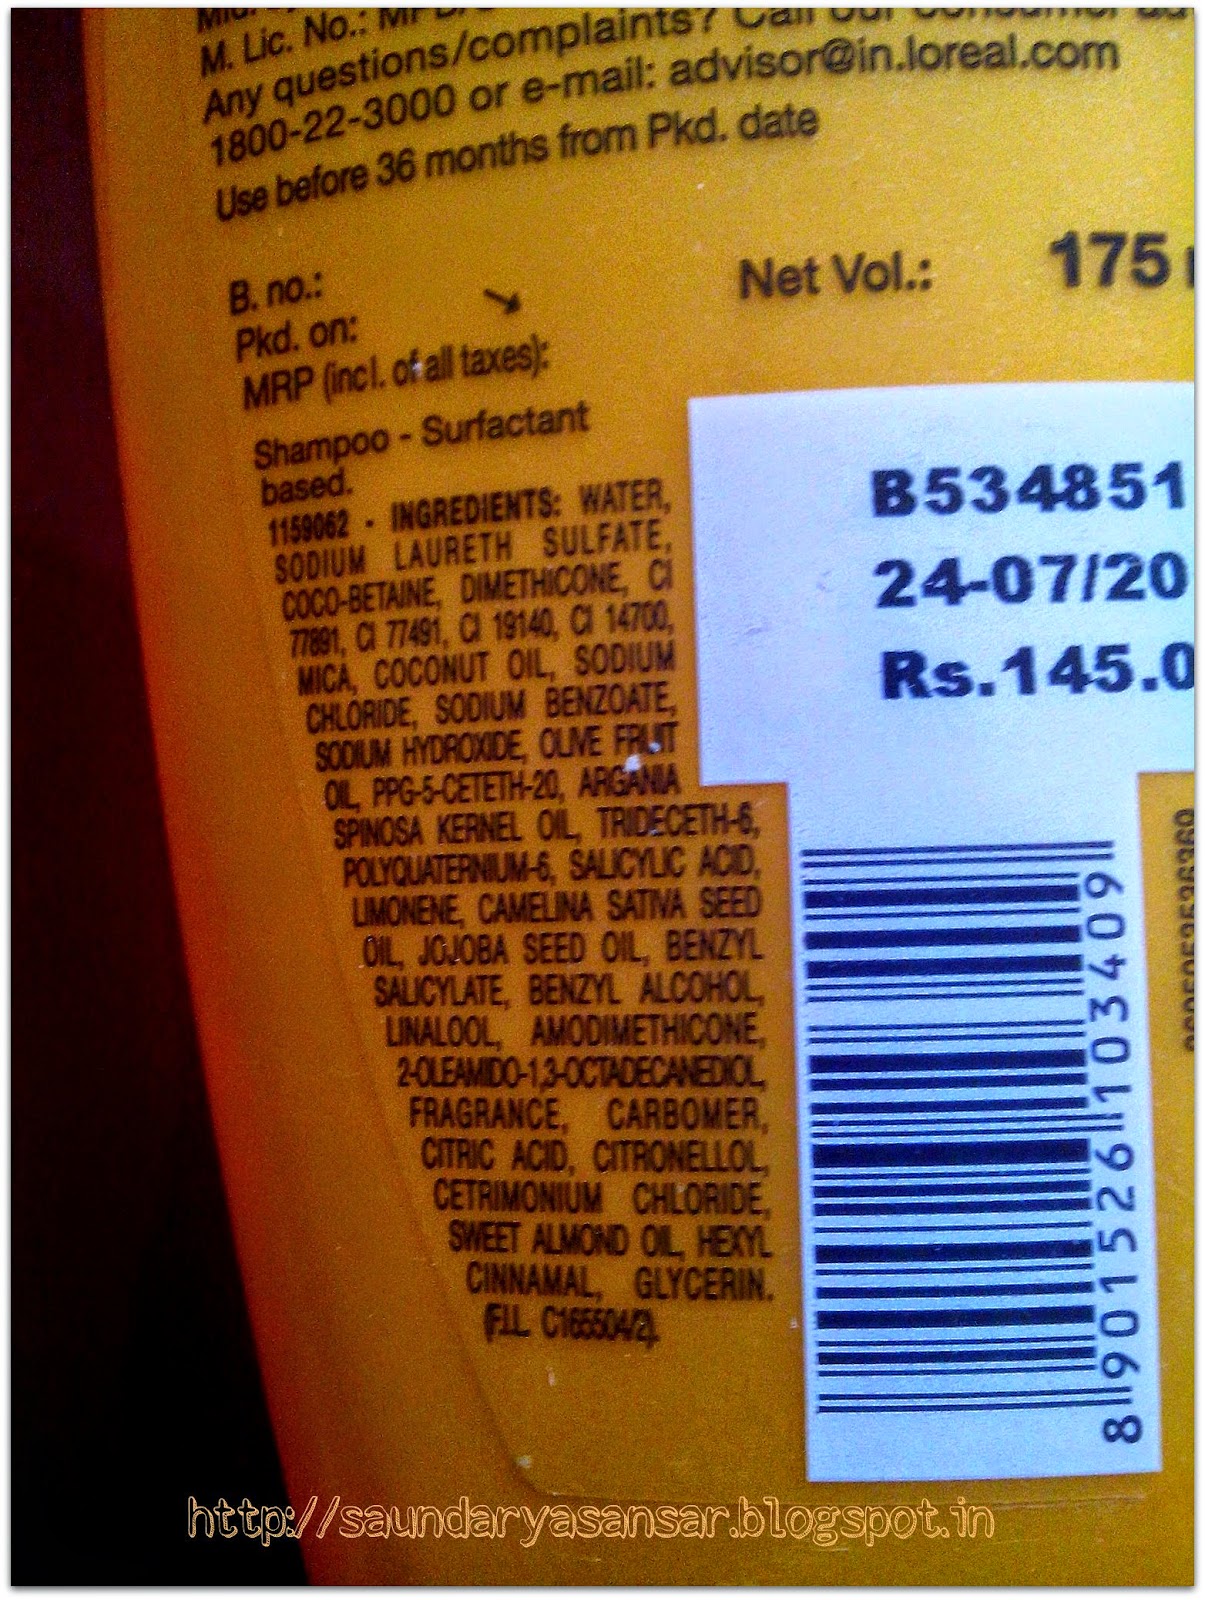 M. Lic. No.:
Any questions/complaints? Call our consumer
1800-22-3000 or e-mail: advisor@in.loreal.com
Use before 36 months from Pkd. date
Net Vol.: 175
B. no.:
Pkd. on:
MRP (incl. of all taxes):
Shampoo - Surfactant
based.
1159062 - INGREDIENTS: WATER,
SODIUM LAURETH SULFATE,
COCO-BETAINE, DIMETHICONE, CI
77891, CI 77491, CI 19140, CI 14700,
MICA, COCONUT OIL, SODIUM
CHLORIDE, SODIUM BENZOATE,
SODIUM HYDROXIDE, OLIVE FRUIT
OIL, PPG-5-CETETH-20, ARGANIA
SPINOSA KERNEL OIL, TRIDECETH-6,
POLYQUATERNIUM-6, SALICYLIC ACID,
LIMONENE, CAMELINA SATIVA SEED
OIL, JOJOBA SEED OIL, BENZYL
SALICYLATE, BENZYL ALCOHOL,
LINALOOL, AMODIMETHICONE,
2-OLEAMIDO-1,3-OCTADECANEDIOL,
FRAGRANCE, CARBOMER,
CITRIC ACID, CITRONELLOL,
CETRIMONIUM CHLORIDE,
SWEET ALMOND OIL, HEXYL
CINNAMAL, GLYCERIN.
(F.I.L. C165504/2).
B534851
24-07/20
Rs.145.0
8901526103409
http://saundaryasansar.blogspot.in